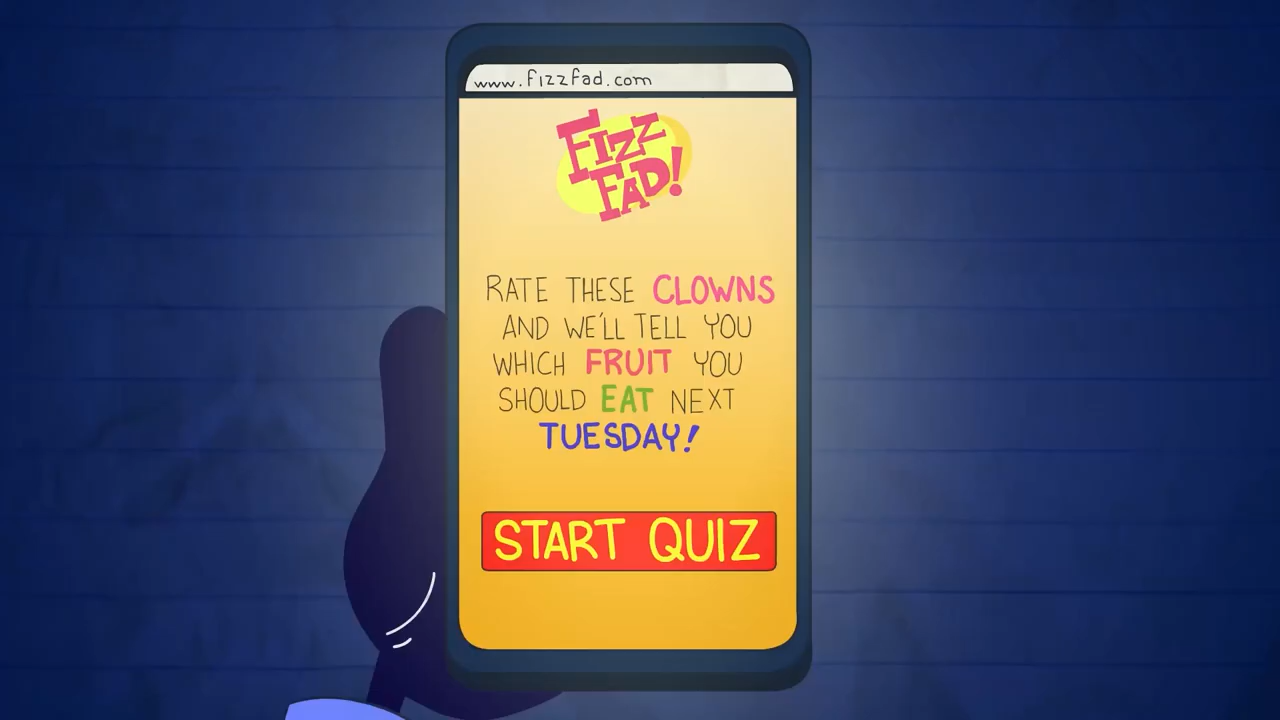 www.fizzfad.com
FIZZ
FAD!
RATE THESE CLOWNS
AND WE'LL TELL YOU
WHICH FRUIT YOU
SHOULD EAT NEXT
TUESDAY!
START QUIZ